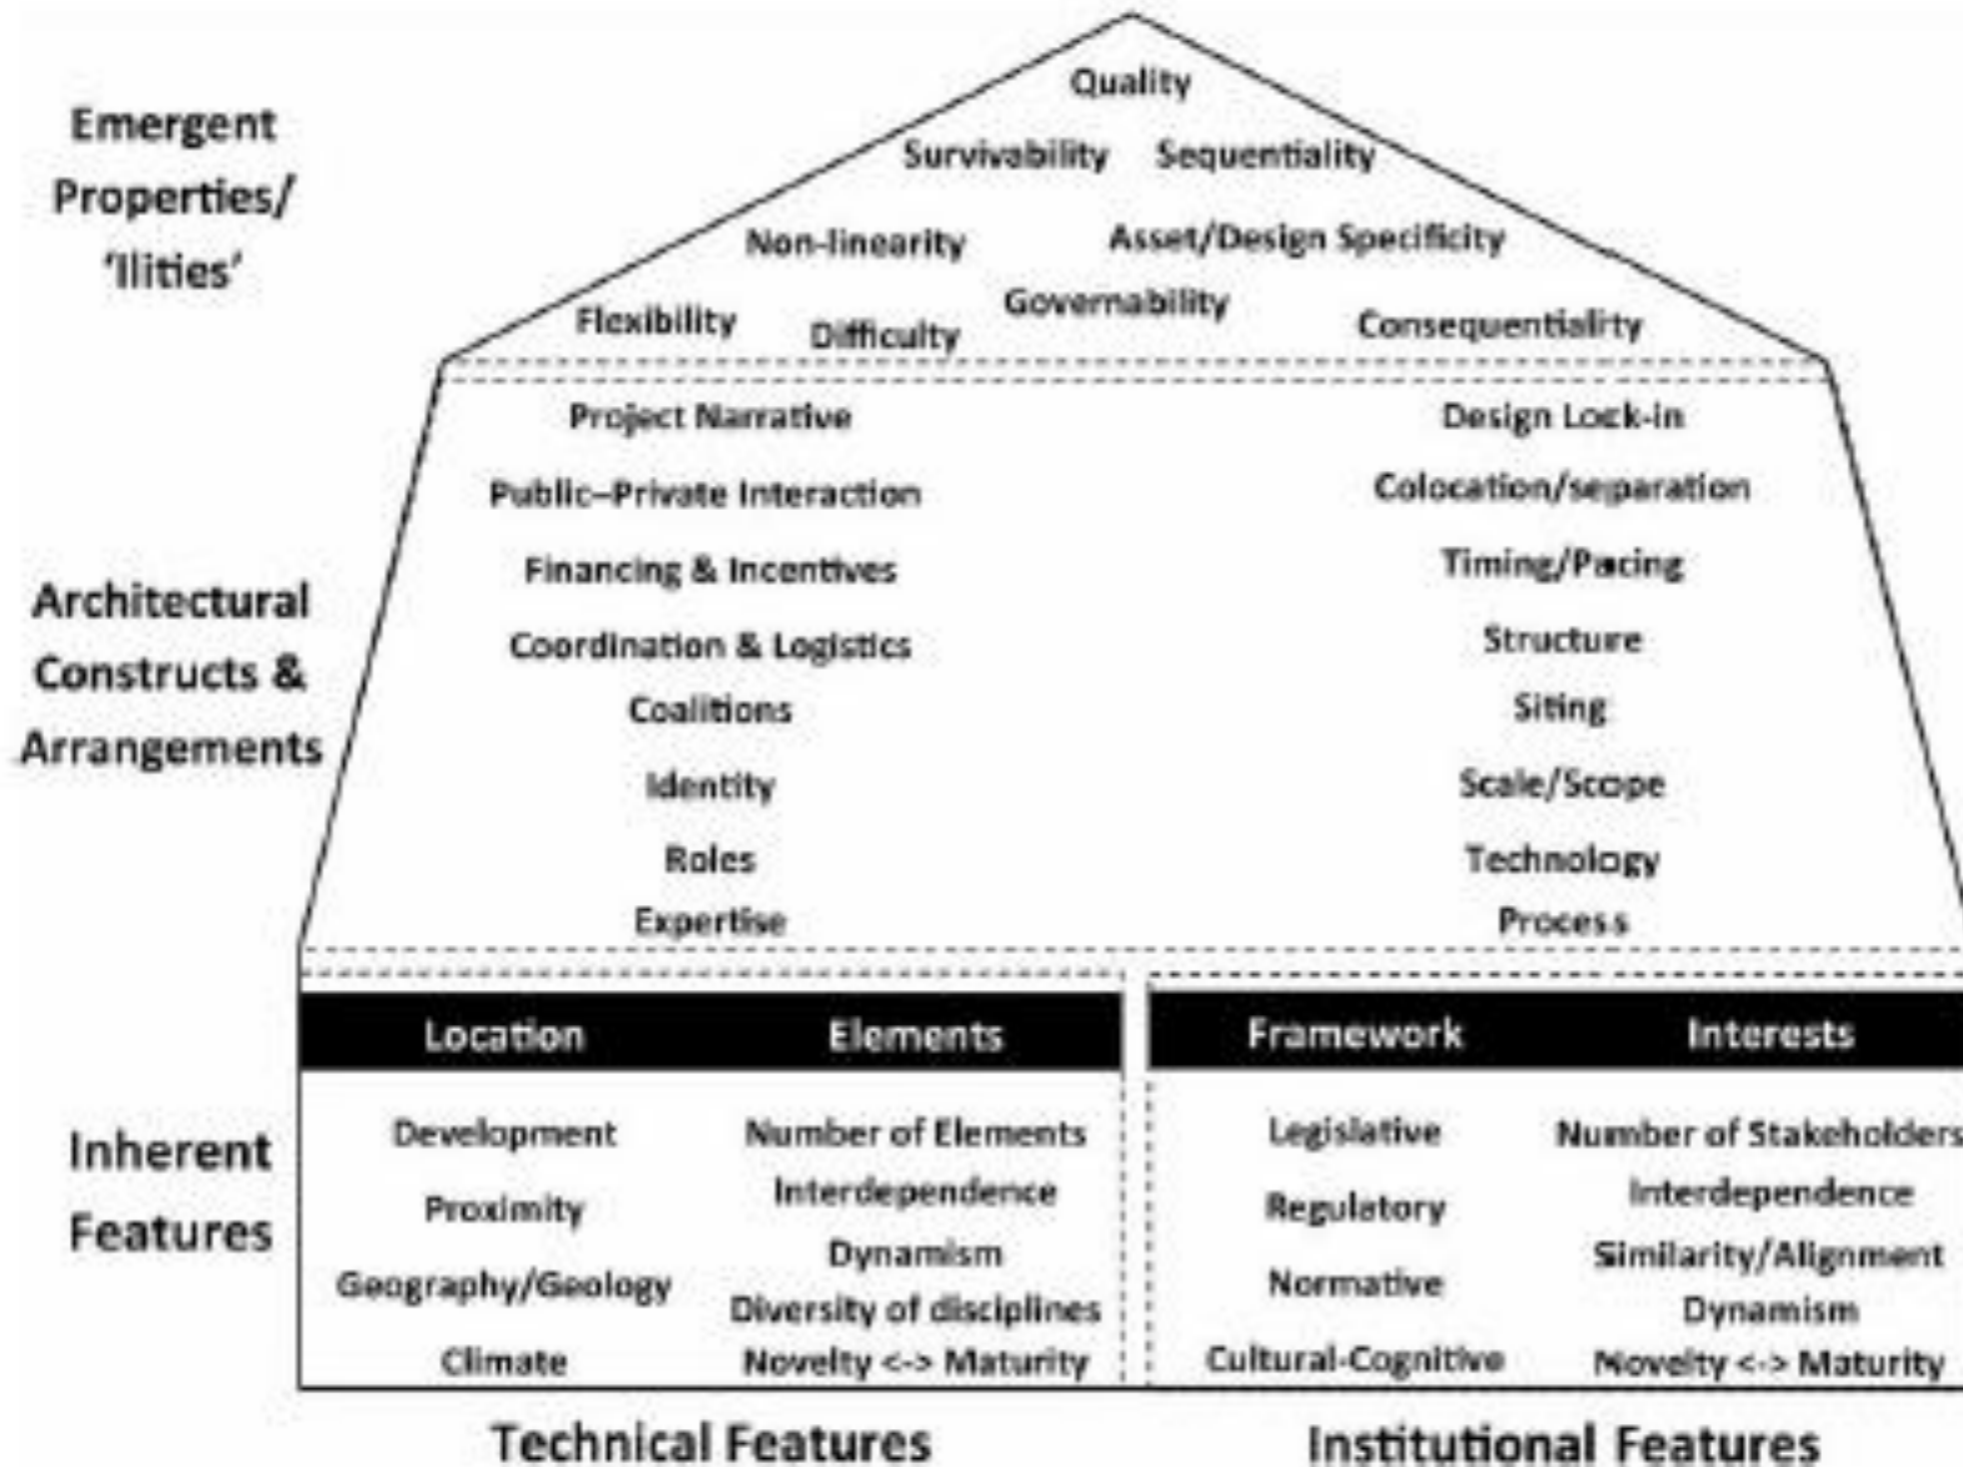 Emergent
Properties/
‘Ilities’
Quality
Survivability Sequentiality
Non-linearity Asset/Design Specificity
Governability
Flexibility Difficulty Consequentiality
Architectural
Constructs &
Arrangements
Project Narrative Design Lock-in
Public–Private Interaction Colocation/separation
Financing & Incentives Timing/Pacing
Coordination & Logistics Structure
Coalitions Siting
Identity Scale/Scope
Roles Technology
Expertise Process
Inherent
Features
Location Elements Framework Interests
Development Number of Elements Legislative Number of Stakeholders
Interdependence Interdependence
Proximity Regulatory
Dynamism Similarity/Alignment
Geography/Geology Normative
Diversity of disciplines Dynamism
Climate Novelty <-> Maturity Cultural-Cognitive Novelty <-> Maturity
Technical Features Institutional Features